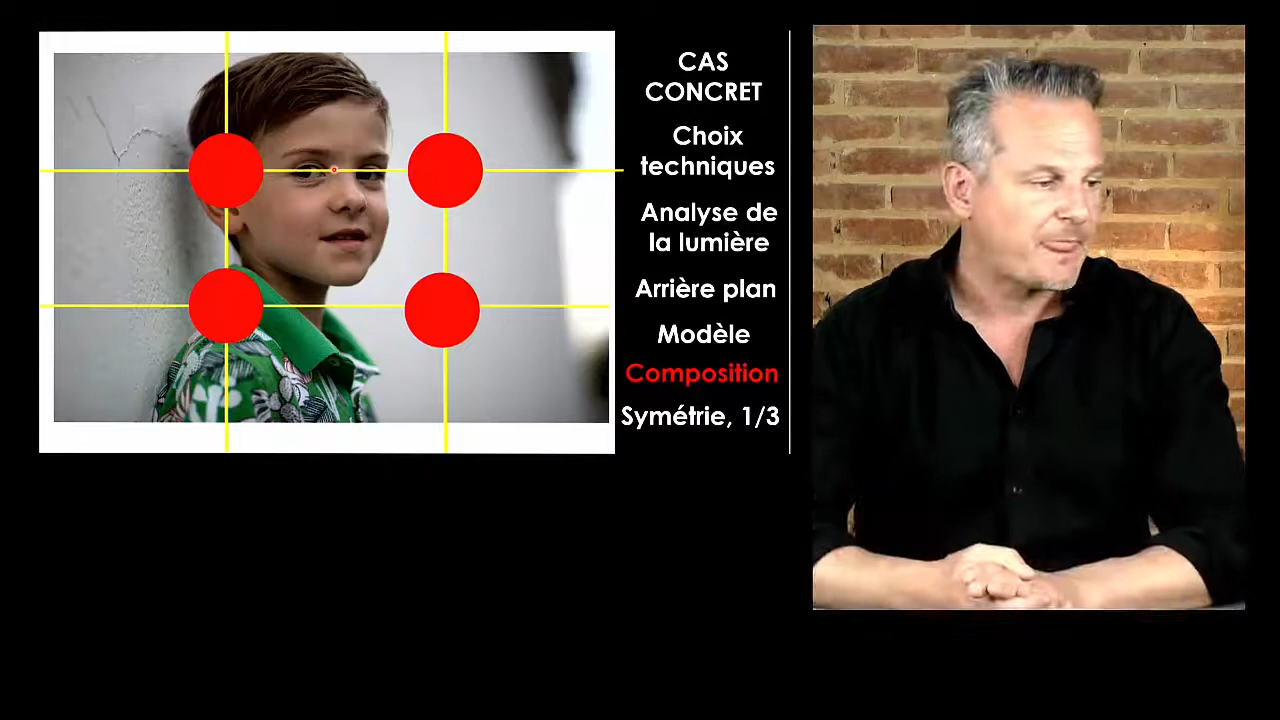 CAS
CONCRET
Choix
techniques
Analyse de
la lumière
Arrière plan
Modèle
Composition
Symétrie, 1/3